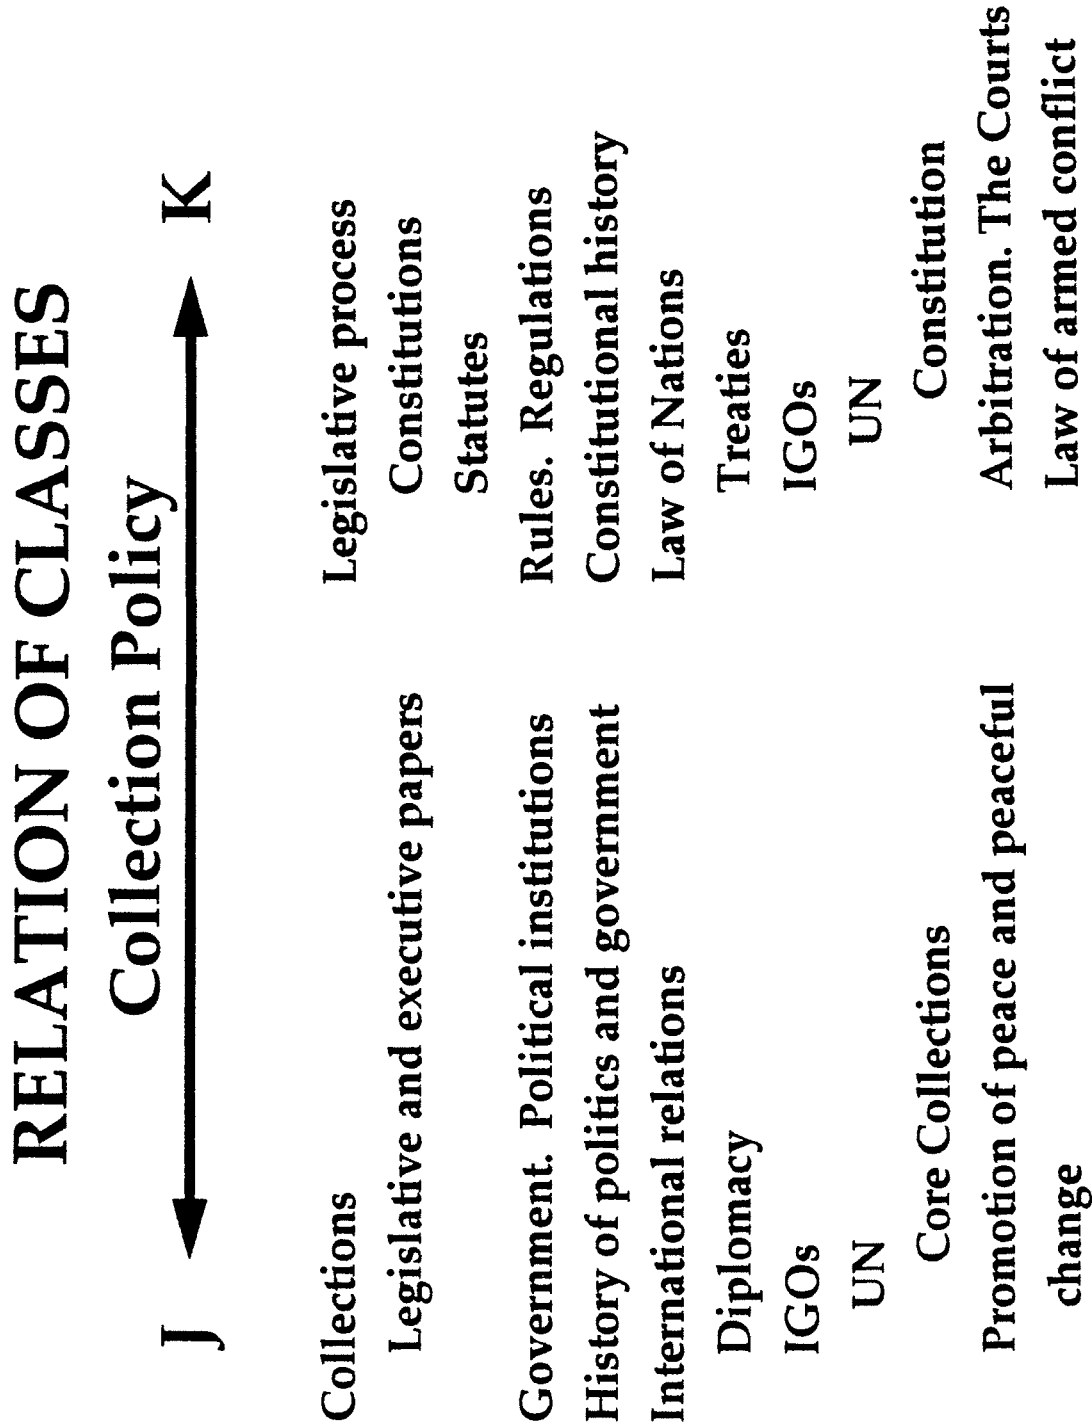 RELATION OF CLASSES
Collection Policy
J K
Collections
Legislative and executive papers
Government. Political institutions
History of politics and government
International relations
Diplomacy
IGOs
UN
Core Collections
Promotion of peace and peaceful
change
Legislative process
Constitutions
Statutes
Rules. Regulations
Constitutional history
Law of Nations
Treaties
IGOs
UN
Constitution
Arbitration. The Courts
Law of armed conflict